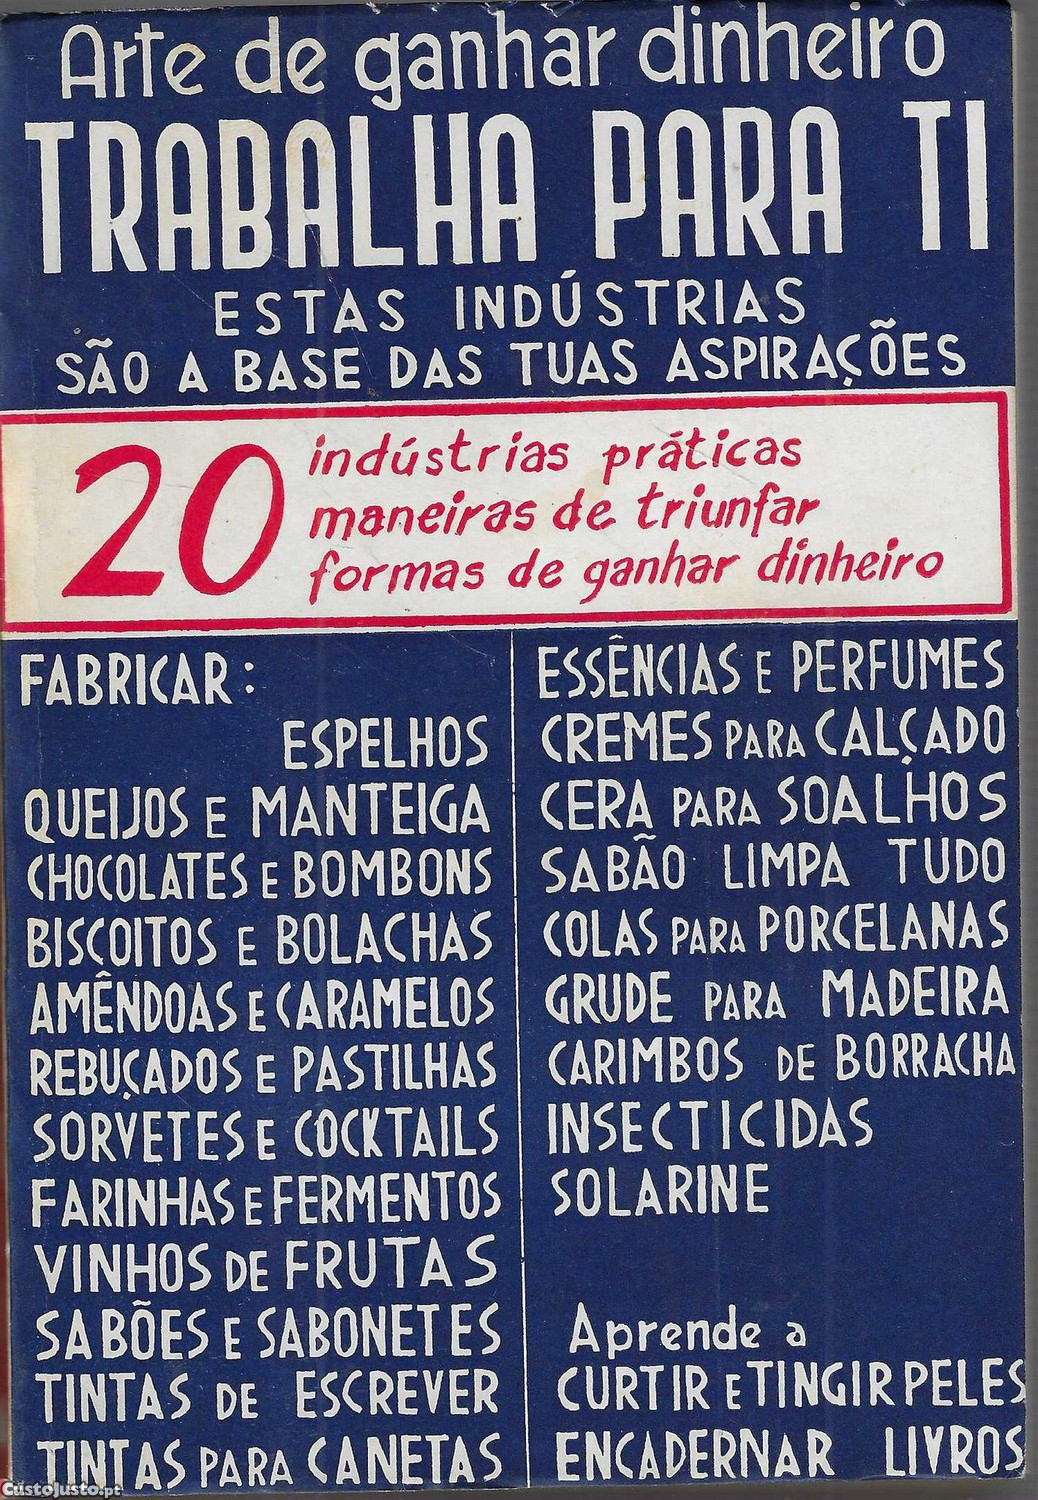 Arte de ganhar dinheiro
TRABALHA PARA TI
ESTAS INDÚSTRIAS
SÃO A BASE DAS TUAS ASPIRAÇÕES
20
indústrias práticas
maneiras de triunfar
formas de ganhar dinheiro
FABRICAR:
ESPELHOS
QUEIJOS E MANTEIGA
CHOCOLATES E BOMBONS
BISCOITOS E BOLACHAS
AMÊNDOAS E CARAMELOS
REBUÇADOS E PASTILHAS
SORVETES E COCKTAILS
FARINHAS E FERMENTOS
VINHOS DE FRUTAS
SABÕES E SABONETES
TINTAS DE ESCREVER
TINTAS PARA CANETAS
ESSÊNCIAS E PERFUMES
CREMES PARA CALÇADO
CERA PARA SOALHOS
SABÃO LIMPA TUDO
COLAS PARA PORCELANAS
GRUDE PARA MADEIRA
CARIMBOS DE BORRACHA
INSECTICIDAS
SOLARINE
Aprende a
CURTIR E TINGIR PELES
ENCADERNAR LIVROS
CustoJusto.pt